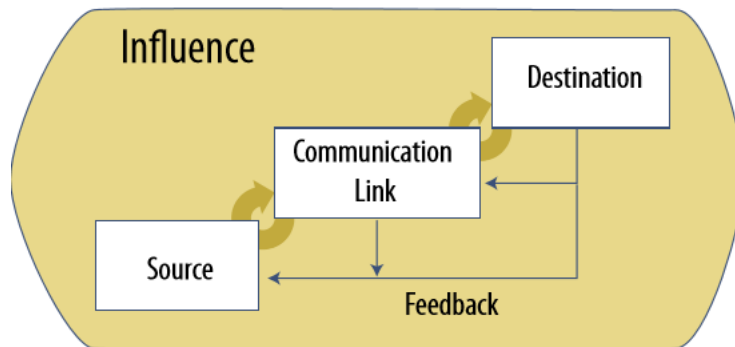 Influence
Destination
Communication
Link
Source
Feedback